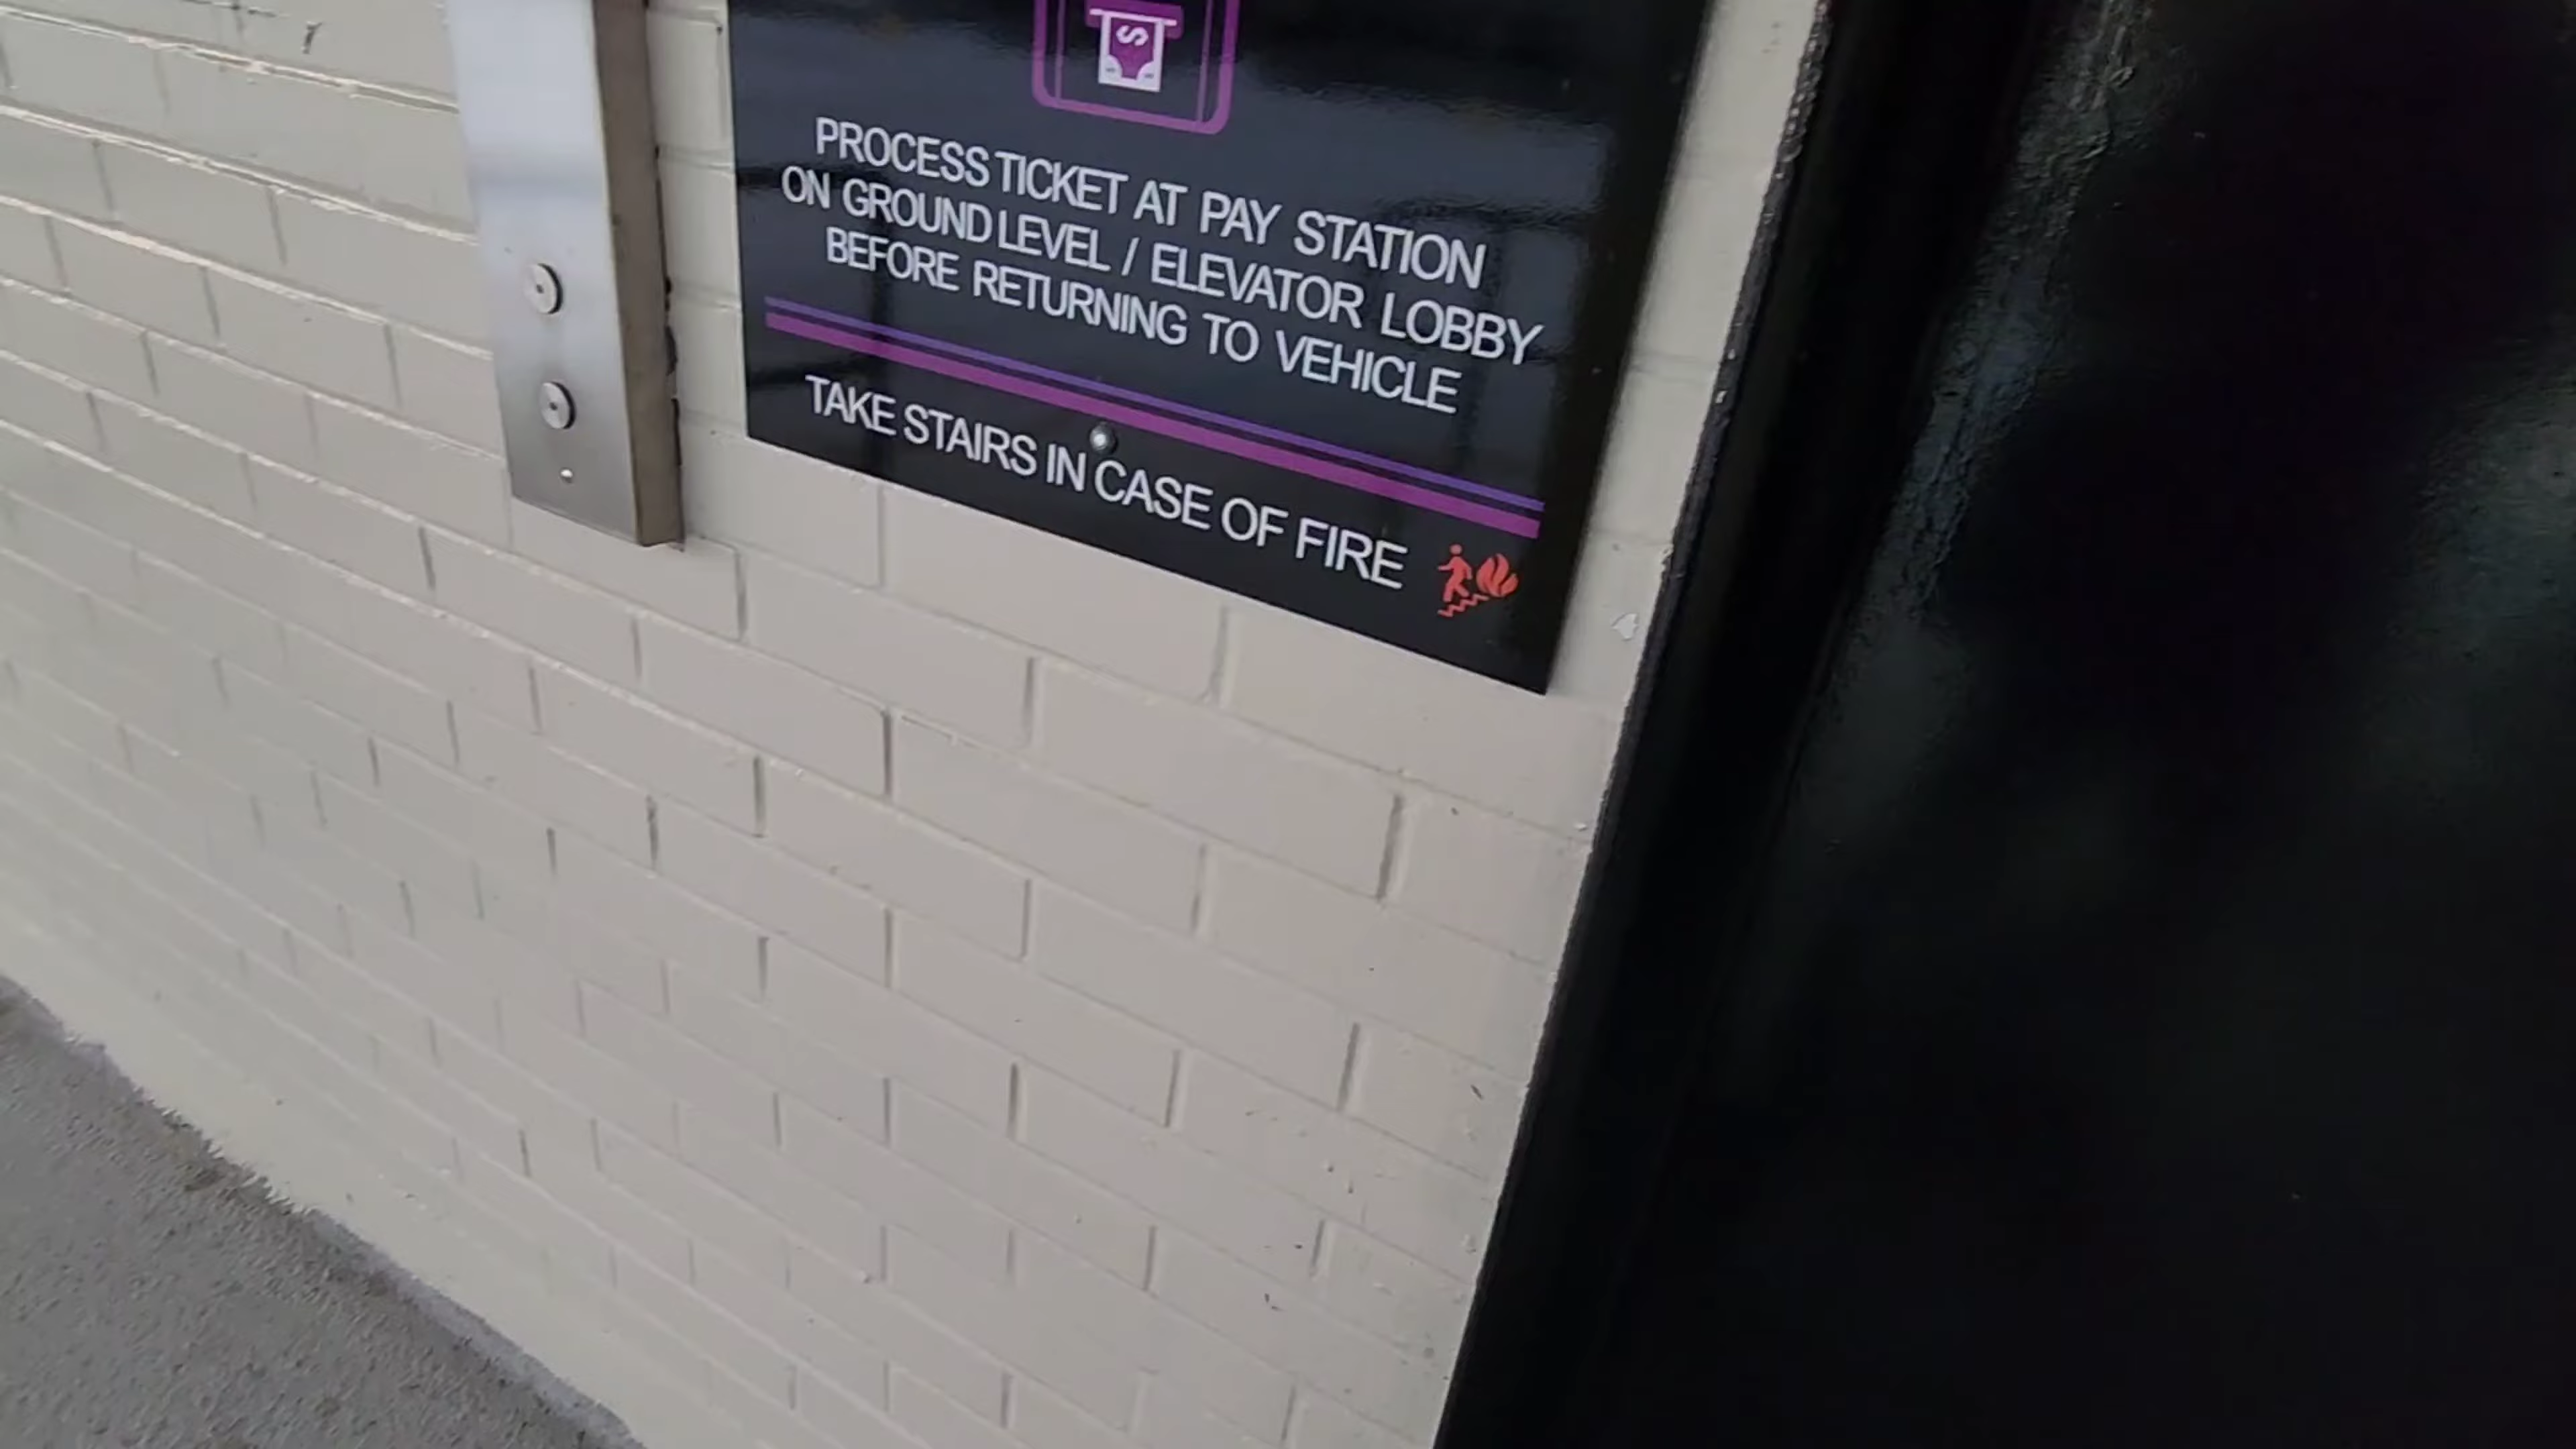 $
PROCESS TICKET AT PAY STATION
ON GROUND LEVEL / ELEVATOR LOBBY
BEFORE RETURNING TO VEHICLE
TAKE STAIRS IN CASE OF FIRE